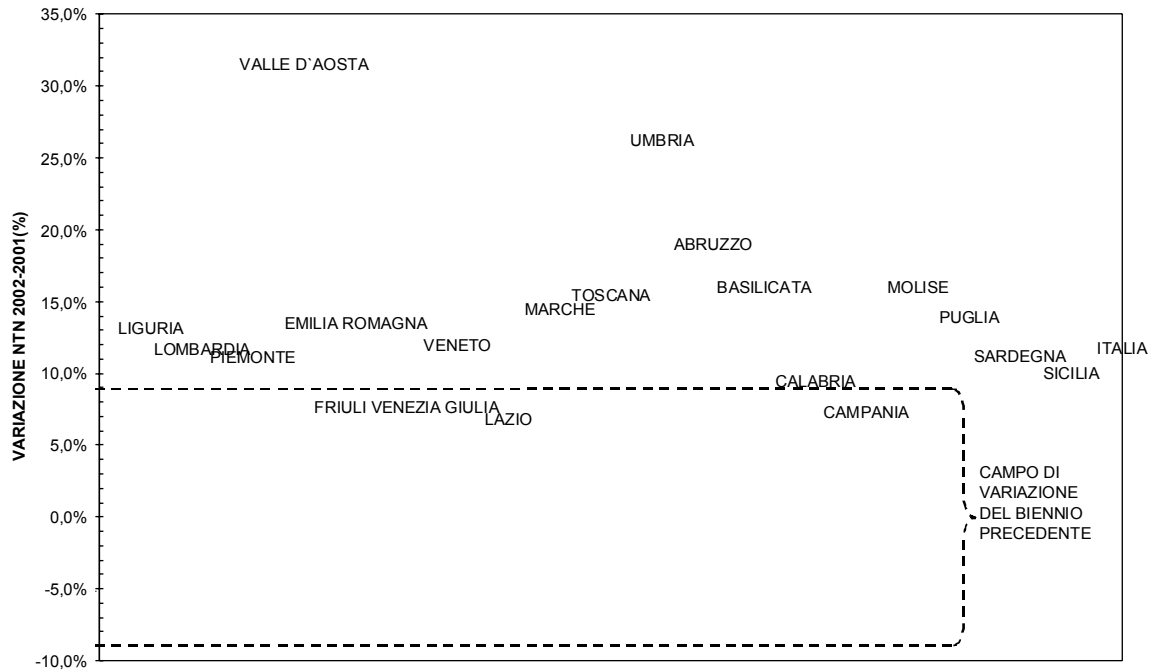 35,0%
VALLE D`AOSTA
30,0%
UMBRIA
25,0%
20,0%
ABRUZZO
BASILICATA
MOLISE
TOSCANA
15,0%
MARCHE
PUGLIA
EMILIA ROMAGNA
LIGURIA
VENETO
ITALIA
LOMBARDIA
PIEMONTE
SARDEGNA
10,0%
SICILIA
CALABRIA
FRIULI VENEZIA GIULIA
CAMPANIA
LAZIO
5,0%
CAMPO DI
VARIAZIONE
DEL BIENNIO
PRECEDENTE
0,0%
-5,0%
-10,0%
VARIAZIONE NTN 2002-2001(%)